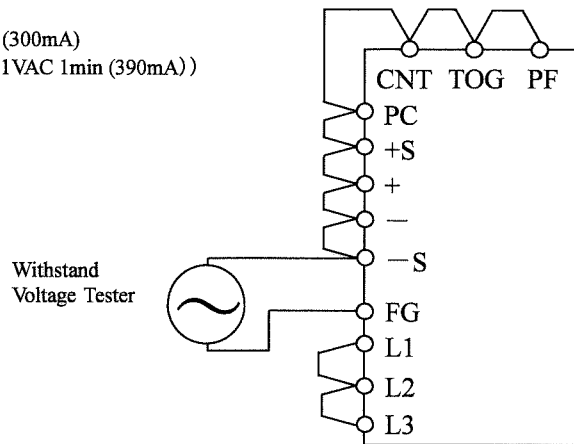 (300mA)
1VAC 1min (390mA))
CNT TOG PF
PC
+S
+
−
−S
Withstand
Voltage Tester
FG
L1
L2
L3